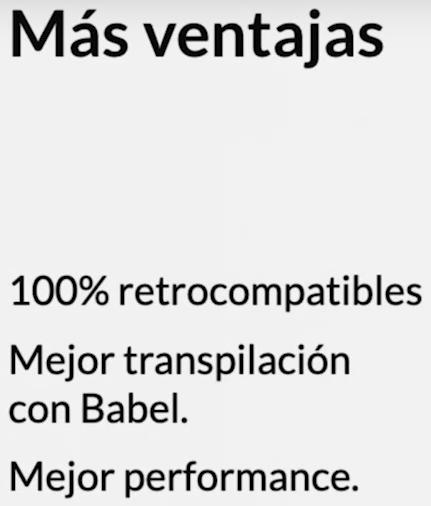 Más ventajas
100% retrocompatibles
Mejor transpilación
con Babel.
Mejor performance.